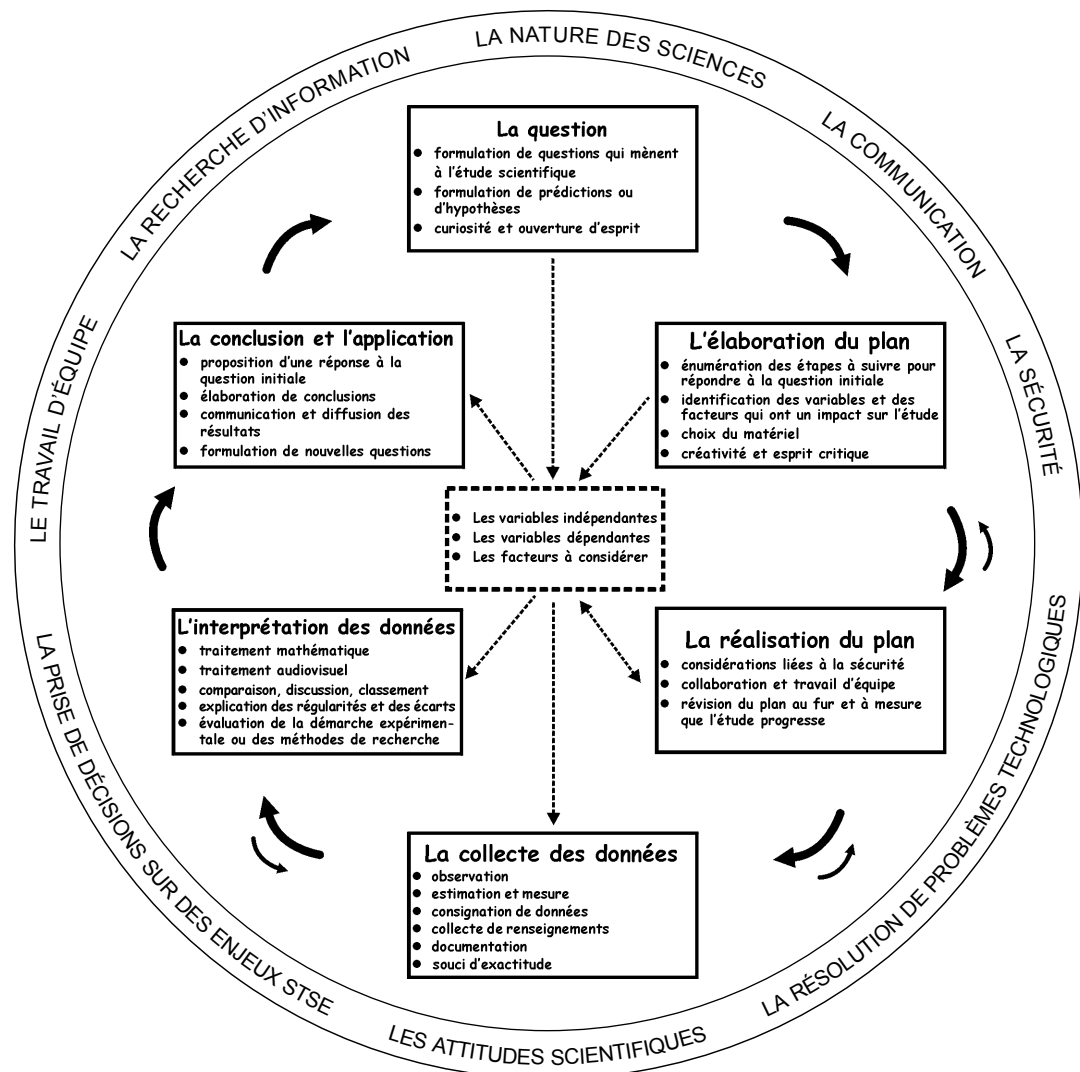 LA NATURE DES SCIENCES
LA COMMUNICATION
LA SÉCURITÉ
LA RÉSOLUTION DE PROBLÈMES TECHNOLOGIQUES
LES ATTITUDES SCIENTIFIQUES
LA PRISE DE DÉCISIONS SUR DES ENJEUX STSE
LE TRAVAIL D'ÉQUIPE
LA RECHERCHE D'INFORMATION
La question
● formulation de questions qui mènent
à l'étude scientifique
● formulation de prédictions ou
d'hypothèses
● curiosité et ouverture d'esprit
L'élaboration du plan
● énumération des étapes à suivre pour
répondre à la question initiale
● identification des variables et des
facteurs qui ont un impact sur l'étude
● choix du matériel
● créativité et esprit critique
La réalisation du plan
● considérations liées à la sécurité
● collaboration et travail d'équipe
● révision du plan au fur et à mesure
que l'étude progresse
La collecte des données
● observation
● estimation et mesure
● consignation de données
● collecte de renseignements
● documentation
● souci d'exactitude
L'interprétation des données
● traitement mathématique
● traitement audiovisuel
● comparaison, discussion, classement
● explication des régularités et des écarts
● évaluation de la démarche expérimen-
tale ou des méthodes de recherche
La conclusion et l'application
● proposition d'une réponse à la
question initiale
● élaboration de conclusions
● communication et diffusion des
résultats
● formulation de nouvelles questions
● Les variables indépendantes
● Les variables dépendantes
● Les facteurs à considérer